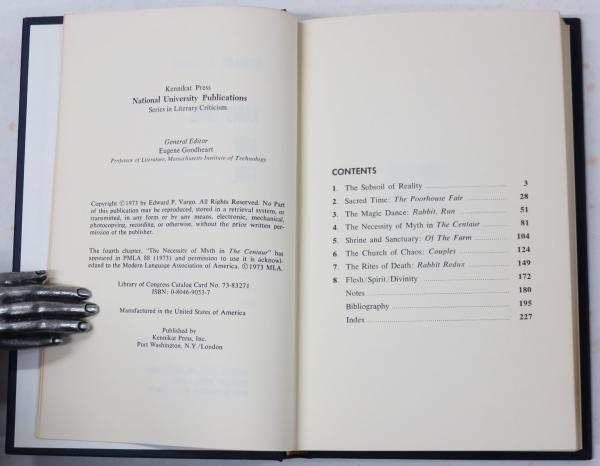 Kennikat Press
National University Publications
Series in Literary Criticism
General Editor
Eugene Goodheart
Professor of Literature, Massachusetts Institute of Technology
Copyright ©1973 by Edward P. Vargo. All Rights Reserved. No Part
of this publication may be reproduced, stored in a retrieval system, or
transmitted, in any form or by any means, electronic, mechanical,
photocopying, recording, or otherwise, without the prior written per-
mission of the publisher.
The fourth chapter, "The Necessity of Myth in The Centaur" has
appeared in PMLA 88 (1973) and permission to use it is acknow-
ledged to the Modern Language Association of America. ©1973 MLA.
Library of Congress Catalog Card No. 73-83271
ISBN: 0-8046-9053-7
Manufactured in the United States of America
Published by
Kennikat Press, Inc.
Port Washington, N.Y./London
CONTENTS
1. The Subsoil of Reality 3
2. Sacred Time: The Poorhouse Fair 28
3. The Magic Dance: Rabbit, Run 51
4. The Necessity of Myth in The Centaur 81
5. Shrine and Sanctuary: Of The Farm 104
6. The Church of Chaos: Couples 124
7. The Rites of Death: Rabbit Redux 149
8. Flesh/Spirit/Divinity 172
Notes 180
Bibliography 195
Index 227